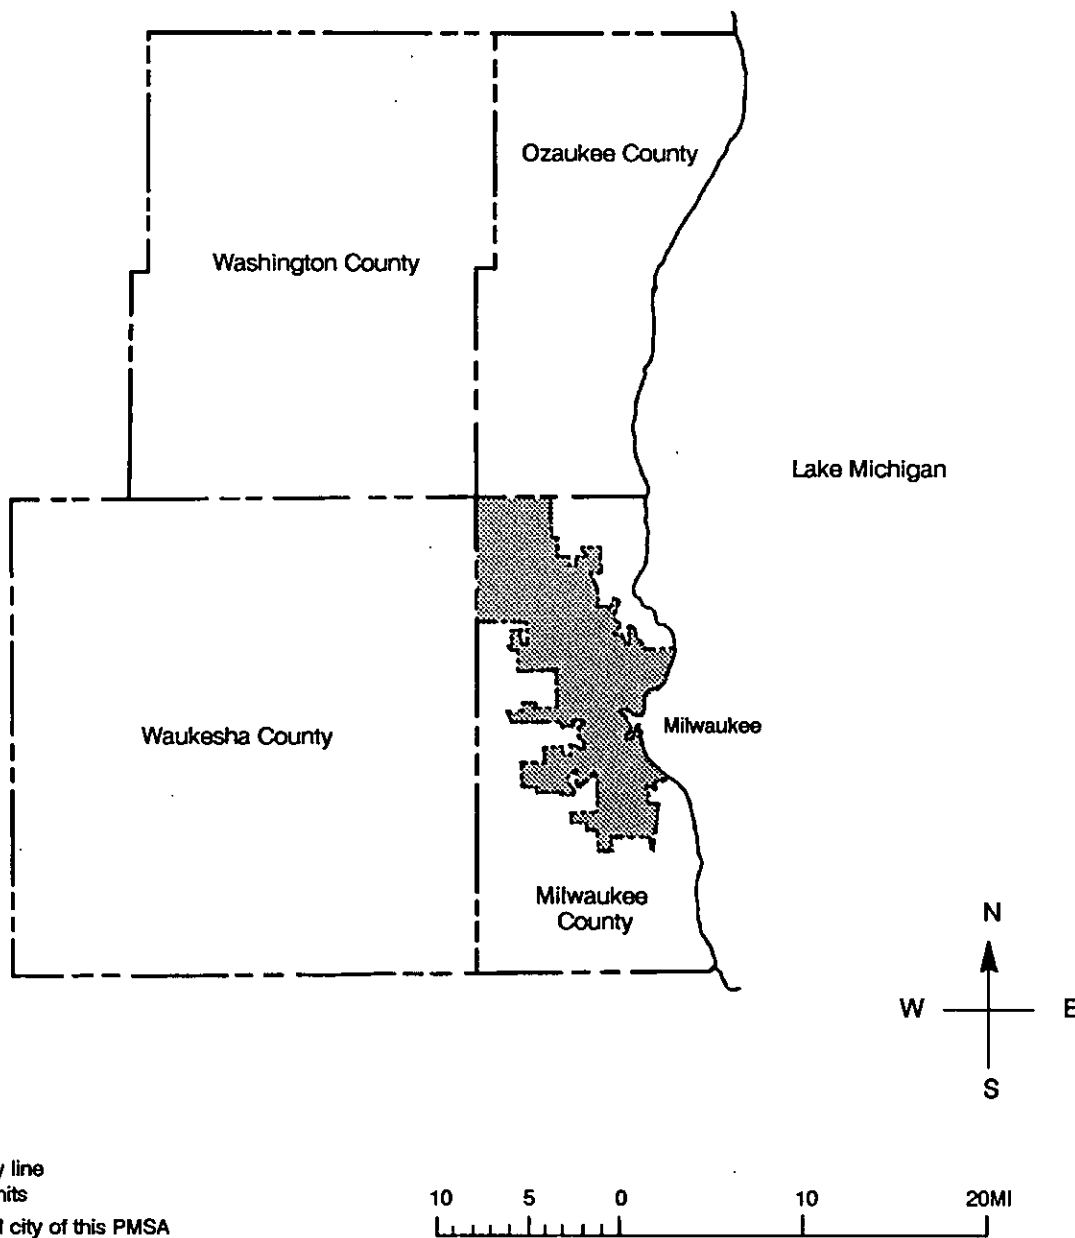 Ozaukee County
Washington County
Lake Michigan
Waukesha County
Milwaukee
Milwaukee
County
N
W E
S
line
city of this PMSA
10 5 0 10 20MI